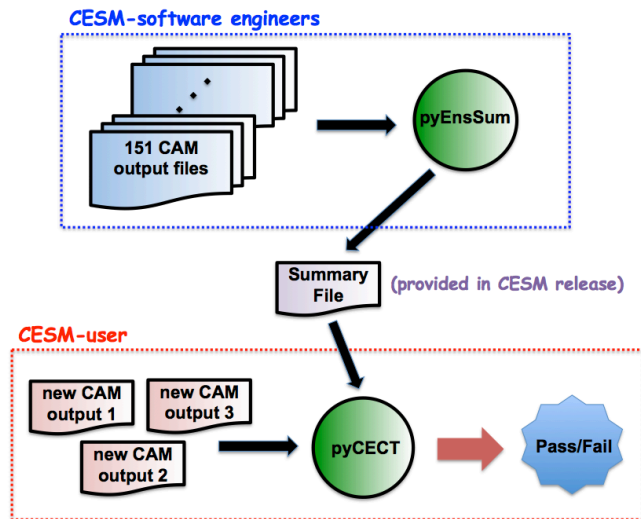 CESM-software engineers
151 CAM
output files
pyEnsSum
Summary
File
(provided in CESM release)
CESM-user
new CAM
output 1
new CAM
output 3
new CAM
output 2
pyCECT
Pass/Fail